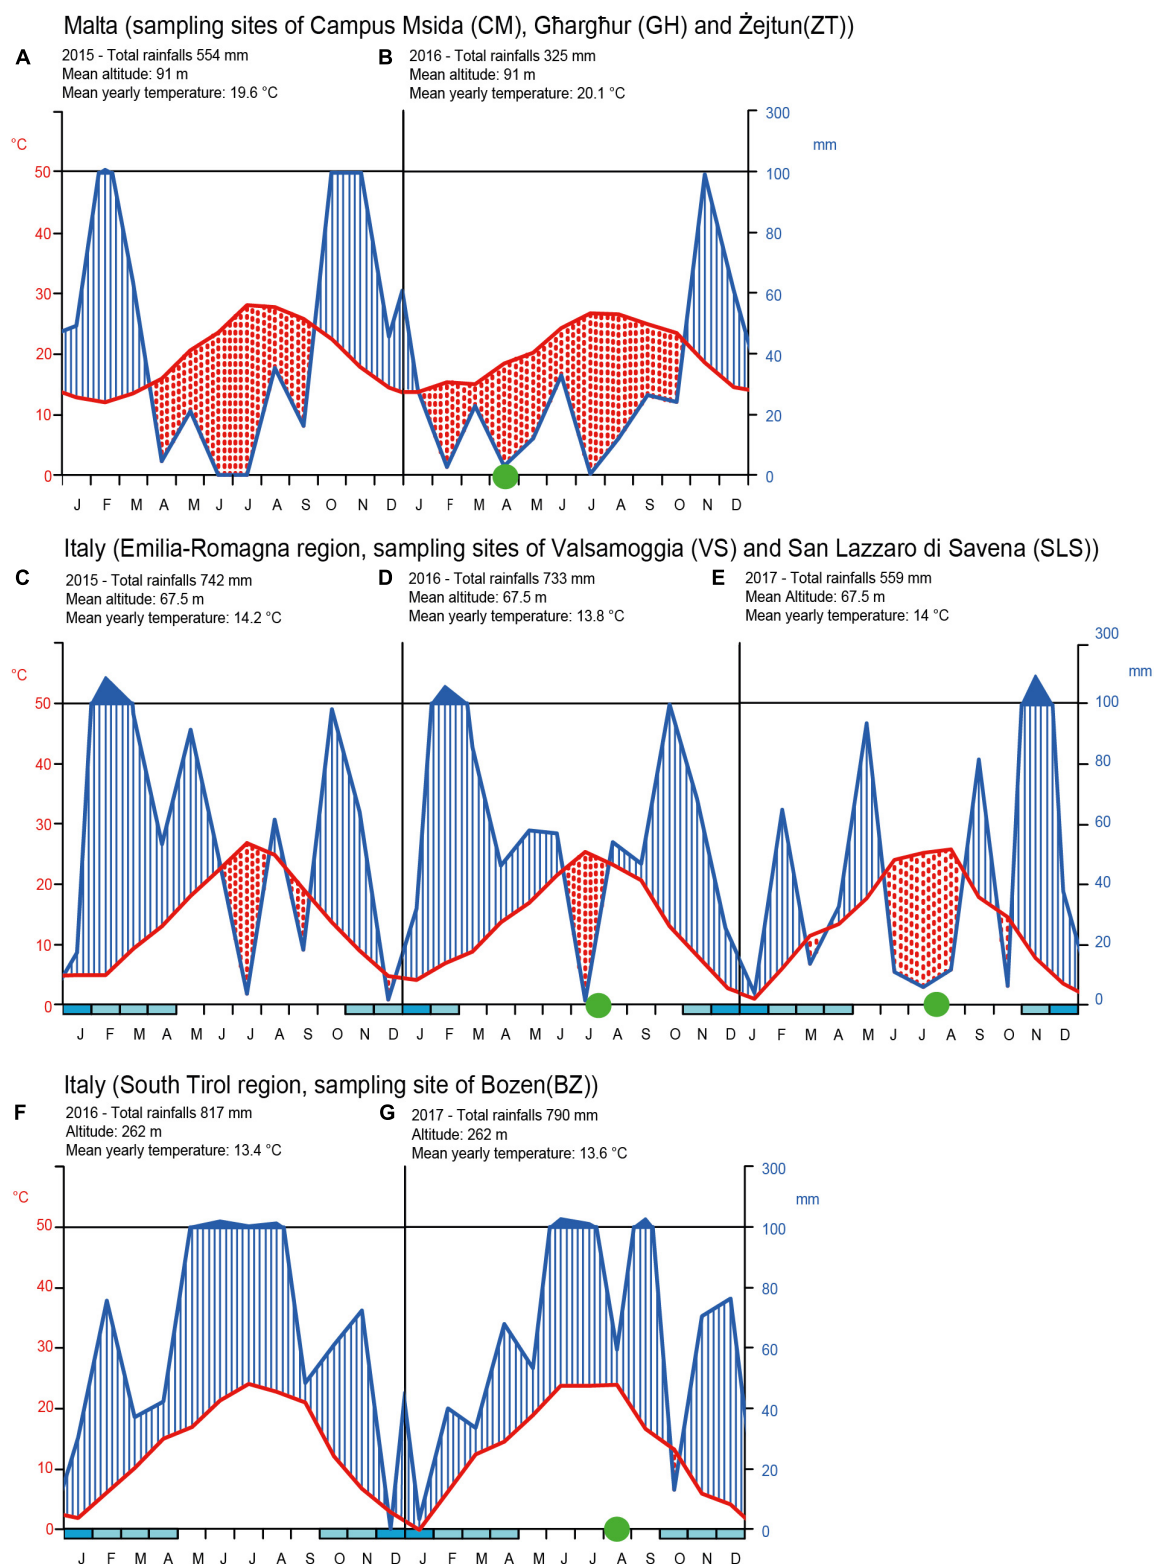 Malta (sampling sites of Campus Msida (CM), Għargħur (GH) and Żejtun(ZT))
A
2015 - Total rainfalls 554 mm
Mean altitude: 91 m
Mean yearly temperature: 19.6 °C
B
2016 - Total rainfalls 325 mm
Mean altitude: 91 m
Mean yearly temperature: 20.1 °C
°C
50
40
30
20
10
0
300
mm
100
80
60
40
20
0
J F M A M J J A S O N D J F M A M J J A S O N D
Italy (Emilia-Romagna region, sampling sites of Valsamoggia (VS) and San Lazzaro di Savena (SLS))
C
2015 - Total rainfalls 742 mm
Mean altitude: 67.5 m
Mean yearly temperature: 14.2 °C
D
2016 - Total rainfalls 733 mm
Mean altitude: 67.5 m
Mean yearly temperature: 13.8 °C
E
2017 - Total rainfalls 559 mm
Mean Altitude: 67.5 m
Mean yearly temperature: 14 °C
°C
50
40
30
20
10
0
300
mm
100
80
60
40
20
0
J F M A M J J A S O N D J F M A M J J A S O N D J F M A M J J A S O N D
Italy (South Tirol region, sampling site of Bozen(BZ))
F
2016 - Total rainfalls 817 mm
Altitude: 262 m
Mean yearly temperature: 13.4 °C
G
2017 - Total rainfalls 790 mm
Altitude: 262 m
Mean yearly temperature: 13.6 °C
°C
50
40
30
20
10
0
300
mm
100
80
60
40
20
0
J F M A M J J A S O N D J F M A M J J A S O N D